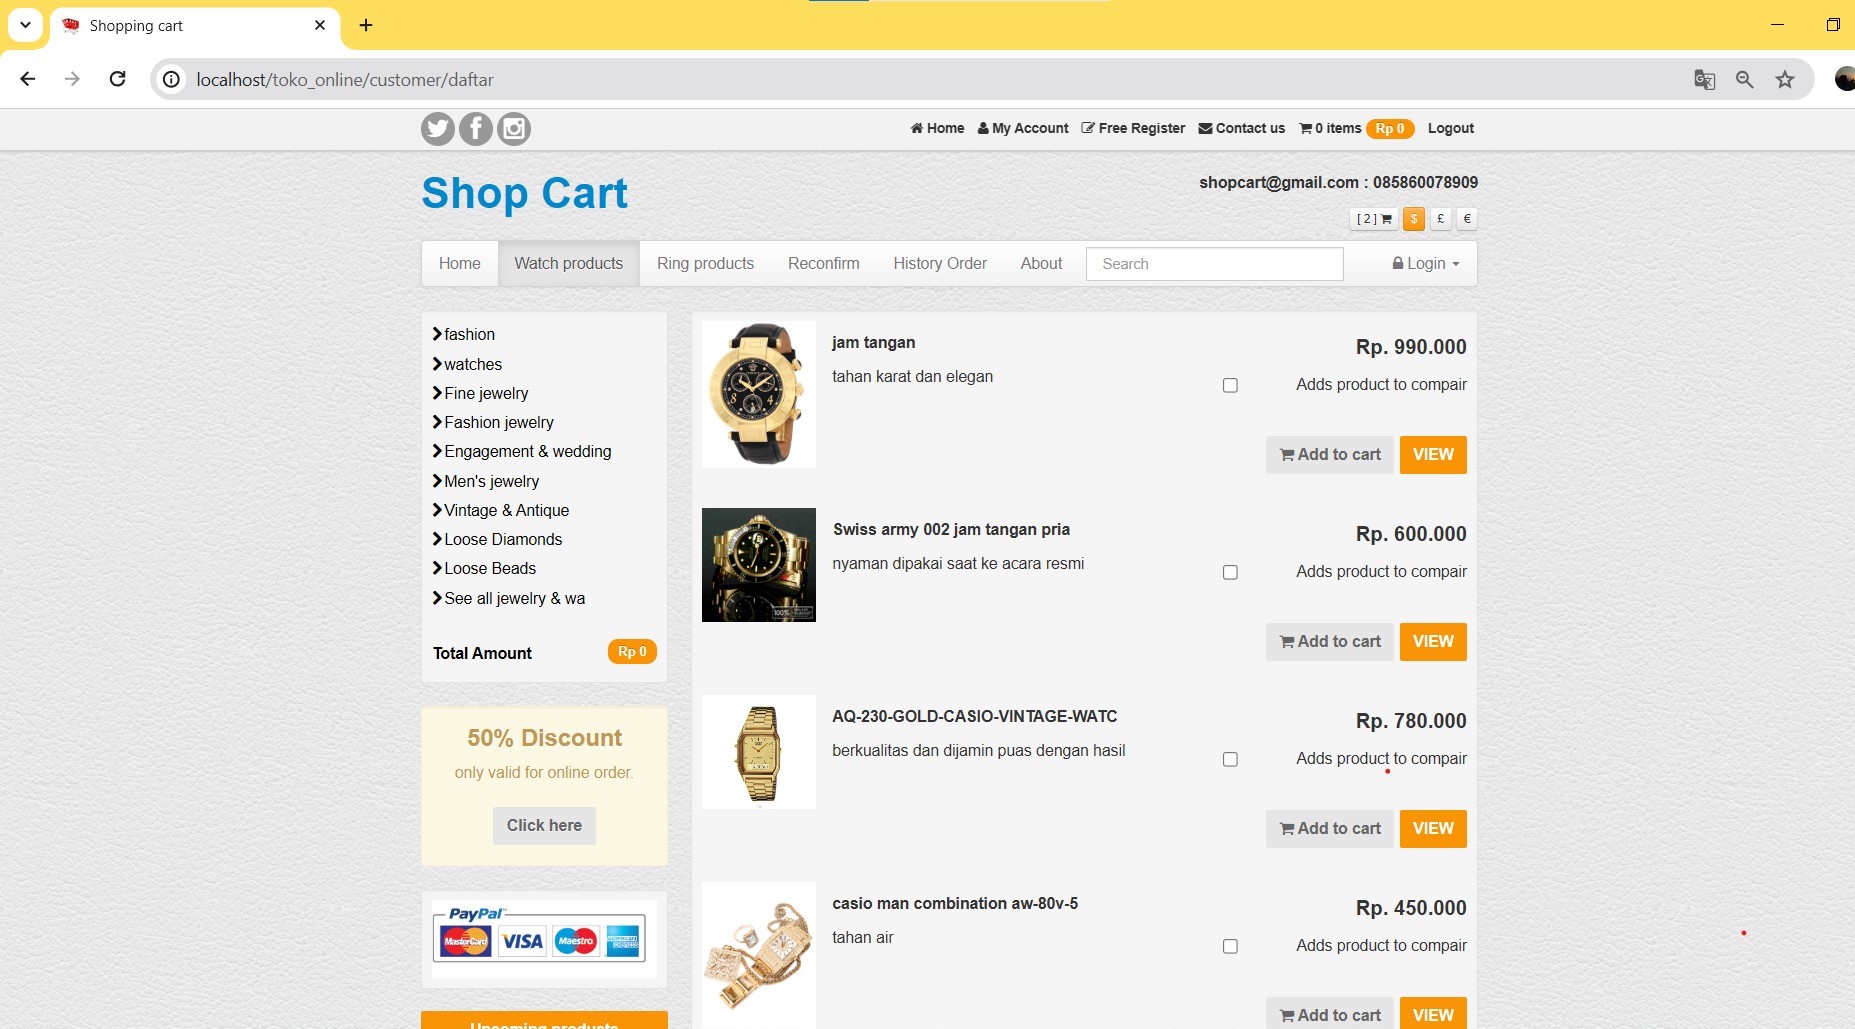 Shopping cart
localhost/toko_online/customer/daftar
Home My Account Free Register Contact us 0 items Rp 0 Logout
Shop Cart
shopcart@gmail.com : 085860078909
[ 2 ] $ £ €
Home Watch products Ring products Reconfirm History Order About Search Login
fashion
watches
Fine jewelry
Fashion jewelry
Engagement & wedding
Men's jewelry
Vintage & Antique
Loose Diamonds
Loose Beads
See all jewelry & wa
Total Amount Rp 0
50% Discount
only valid for online order.
Click here
PayPal
MasterCard VISA Maestro
Upcoming products
jam tangan
Rp. 990.000
tahan karat dan elegan
Adds product to compair
Add to cart VIEW
Swiss army 002 jam tangan pria
Rp. 600.000
nyaman dipakai saat ke acara resmi
Adds product to compair
100%
Add to cart VIEW
AQ-230-GOLD-CASIO-VINTAGE-WATC
Rp. 780.000
berkualitas dan dijamin puas dengan hasil
Adds product to compair
Add to cart VIEW
casio man combination aw-80v-5
Rp. 450.000
tahan air
Adds product to compair
Add to cart VIEW